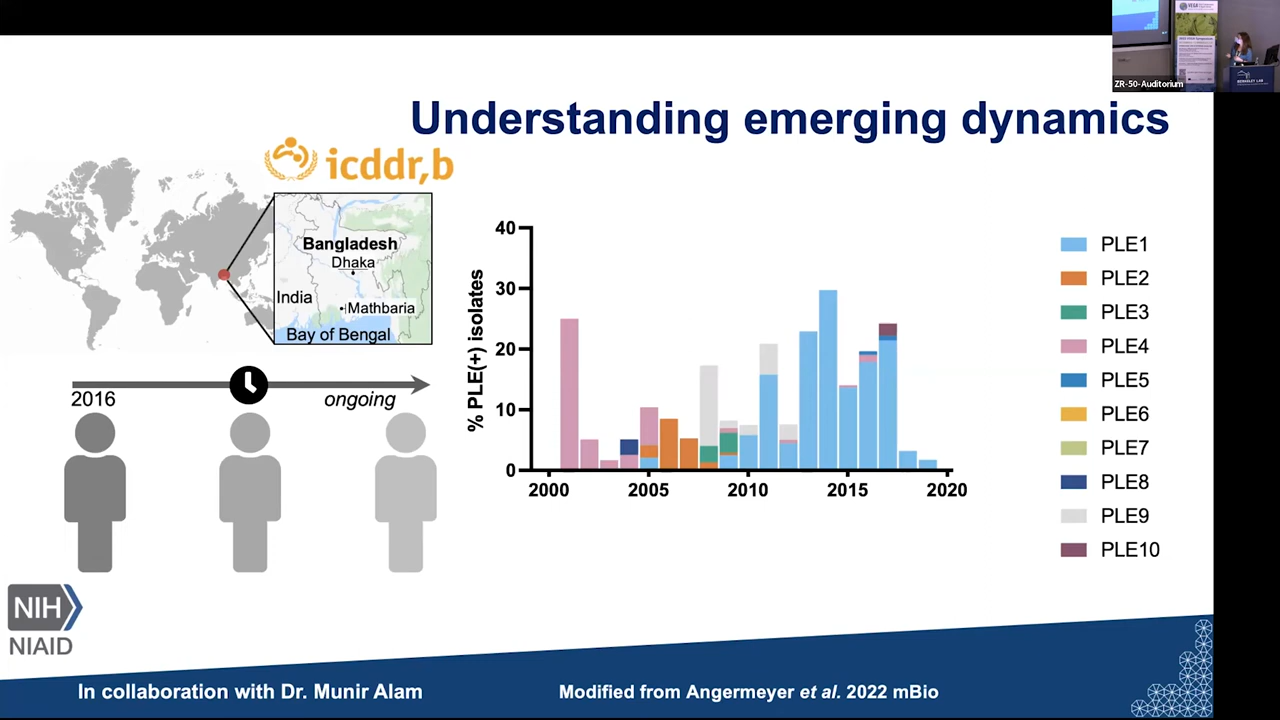 ZR-50-Auditorium
BERKELEY LAB
Understanding emerging dynamics
icddr,b
Bangladesh
Dhaka
India
Mathbaria
Bay of Bengal
2016
ongoing
% PLE(+) isolates
40
30
20
10
0
2000
2005
2010
2015
2020
PLE1
PLE2
PLE3
PLE4
PLE5
PLE6
PLE7
PLE8
PLE9
PLE10
NIH
NIAID
In collaboration with Dr. Munir Alam
Modified from Angermeyer et al. 2022 mBio